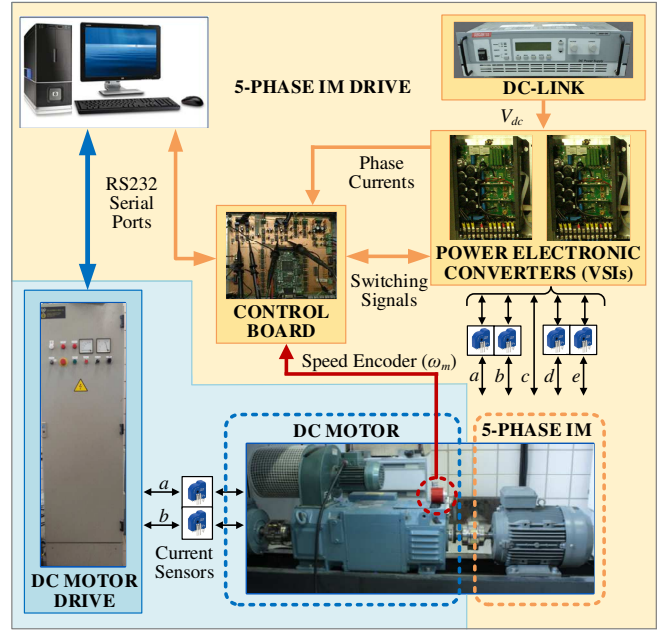 5-PHASE IM DRIVE
DC-LINK
V_dc
Phase
Currents
RS232
Serial
Ports
POWER ELECTRONIC
CONVERTERS (VSIs)
Switching
Signals
CONTROL
BOARD
Speed Encoder (ω_m)
a b c d e
DC MOTOR
5-PHASE IM
a
b
Current
Sensors
DC MOTOR
DRIVE